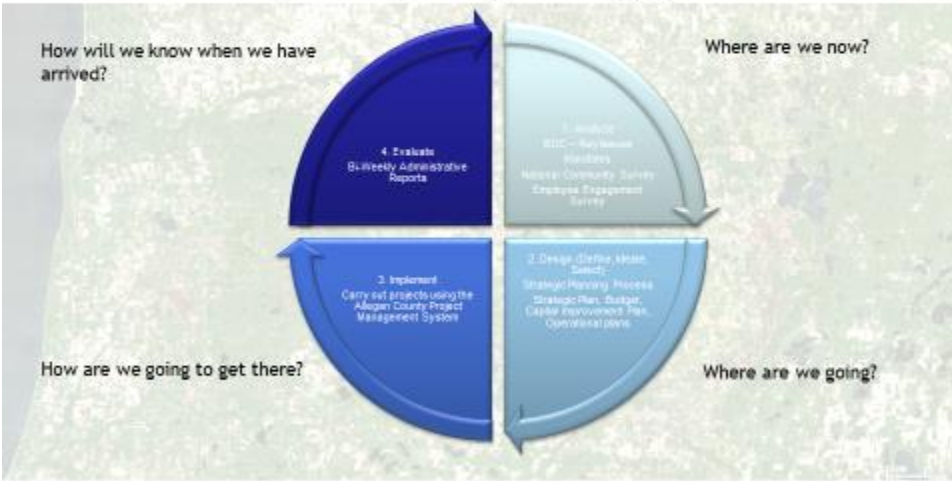 How will we know when we have
arrived?
Where are we now?
4. Evaluate
Bi-Weekly Administrative
Reports
1. Analyze
BOC –
Mandates
National Community Survey
Employee Engagement
Survey
3. Implement
Carry out projects using the
Allegan County Project
Management System
2. Design (Define, Ideate,
Select)
Strategic Planning Process
Strategic Plan, Budget,
Capital Improvement Plan,
Operational plans
How are we going to get there?
Where are we going?